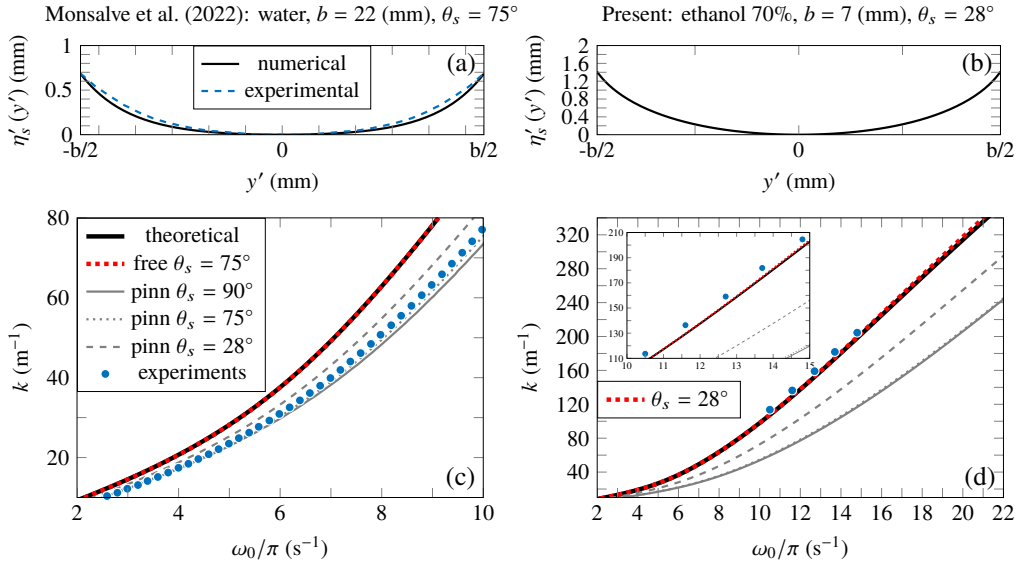 Monsalve et al. (2022): water, b = 22 (mm), θs = 75°
Present: ethanol 70%, b = 7 (mm), θs = 28°
η′s (y′) (mm)
1
0.5
0
-b/2
0
b/2
y′ (mm)
numerical
experimental
(a)
η′s (y′) (mm)
2
1.6
1.2
0.8
0.4
0
-b/2
0
b/2
y′ (mm)
(b)
k (m⁻¹)
80
60
40
20
2
4
6
8
10
ω0/π (s⁻¹)
theoretical
free θs = 75°
pinn θs = 90°
pinn θs = 75°
pinn θs = 28°
experiments
(c)
k (m⁻¹)
320
280
240
200
160
120
80
40
2
4
6
8
10
12
14
16
18
20
22
ω0/π (s⁻¹)
210
190
170
150
130
110
10
11
12
13
14
15
θs = 28°
(d)